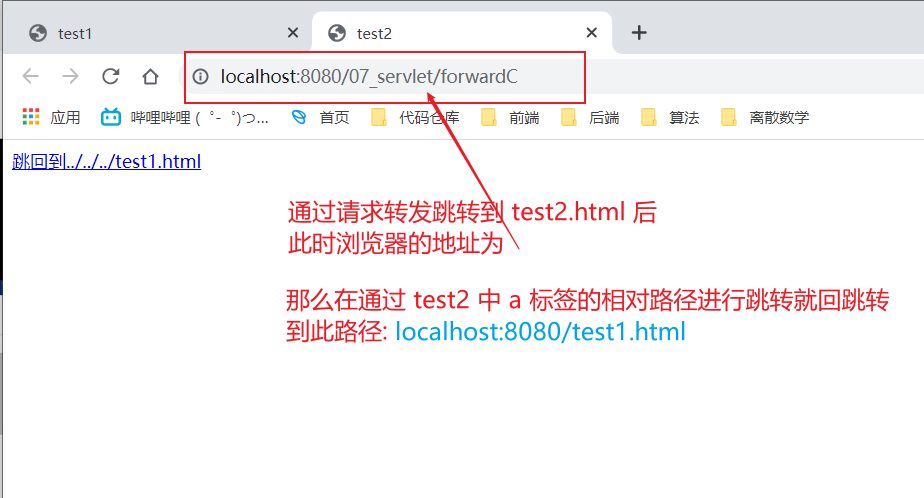 test1
test2
localhost:8080/07_servlet/forwardC
应用
哔哩哔哩 (゜-゜)つ...
首页
代码仓库
前端
后端
算法
离散数学
跳回到../../../test1.html
通过请求转发跳转到 test2.html 后
此时浏览器的地址为
那么在通过 test2 中 a 标签的相对路径进行跳转就回跳转
到此路径: localhost:8080/test1.html